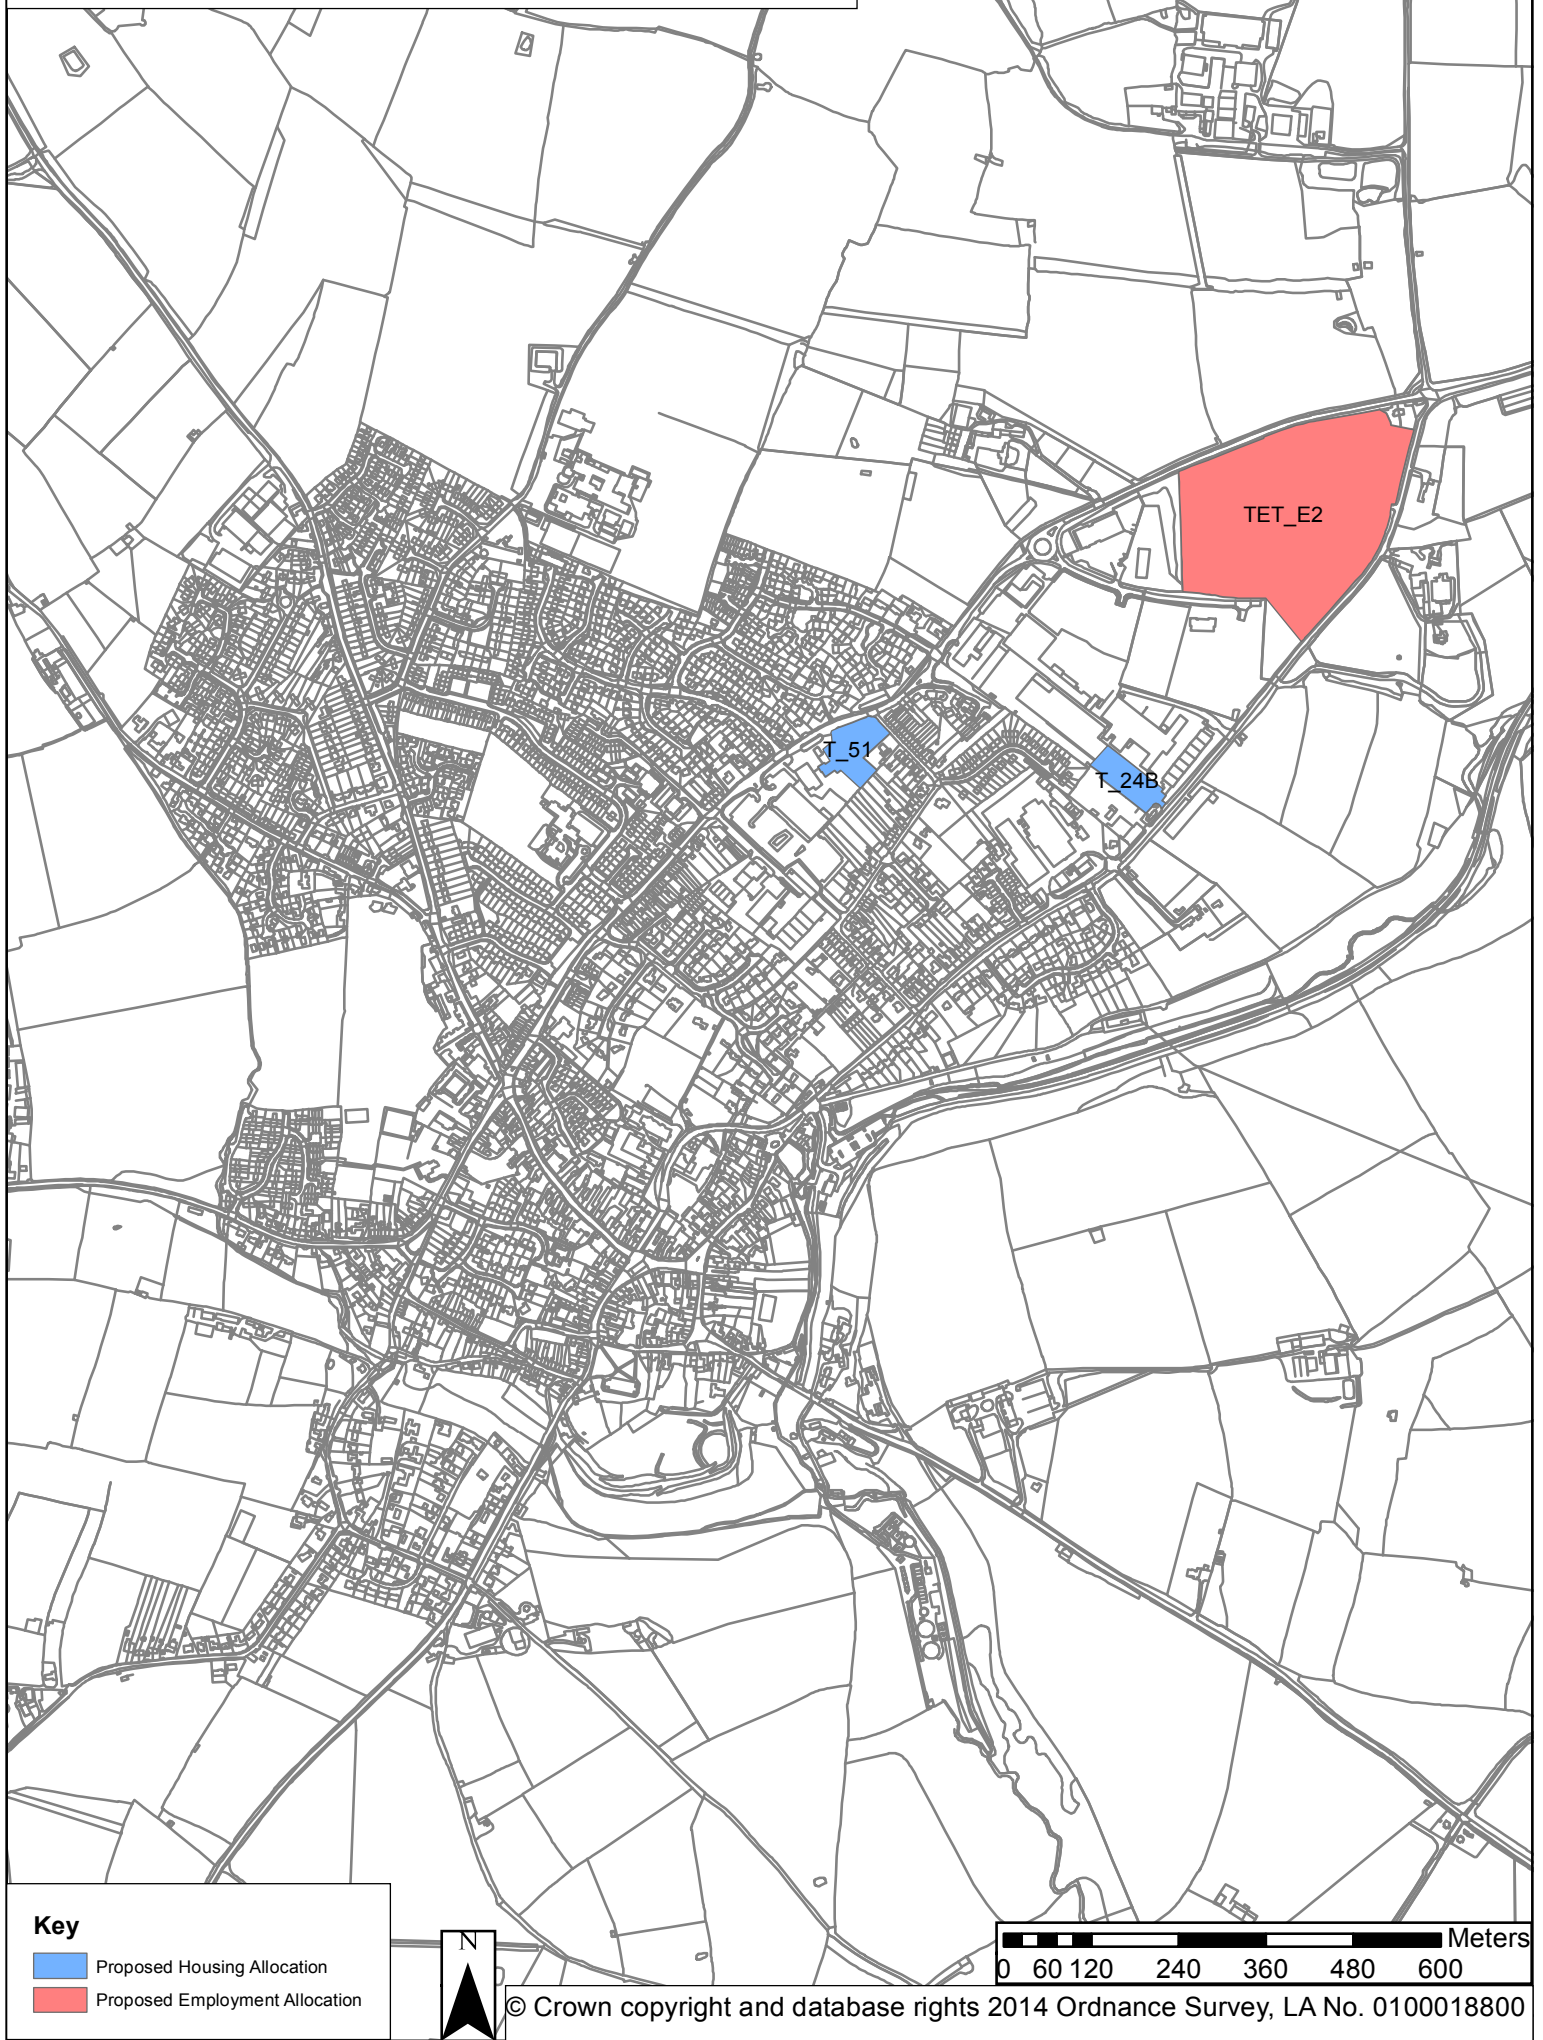 TET_E2
T_51
T_24B
Key
Proposed Housing Allocation
Proposed Employment Allocation
N
Meters
0 60 120 240 360 480 600
© Crown copyright and database rights 2014 Ordnance Survey, LA No. 0100018800